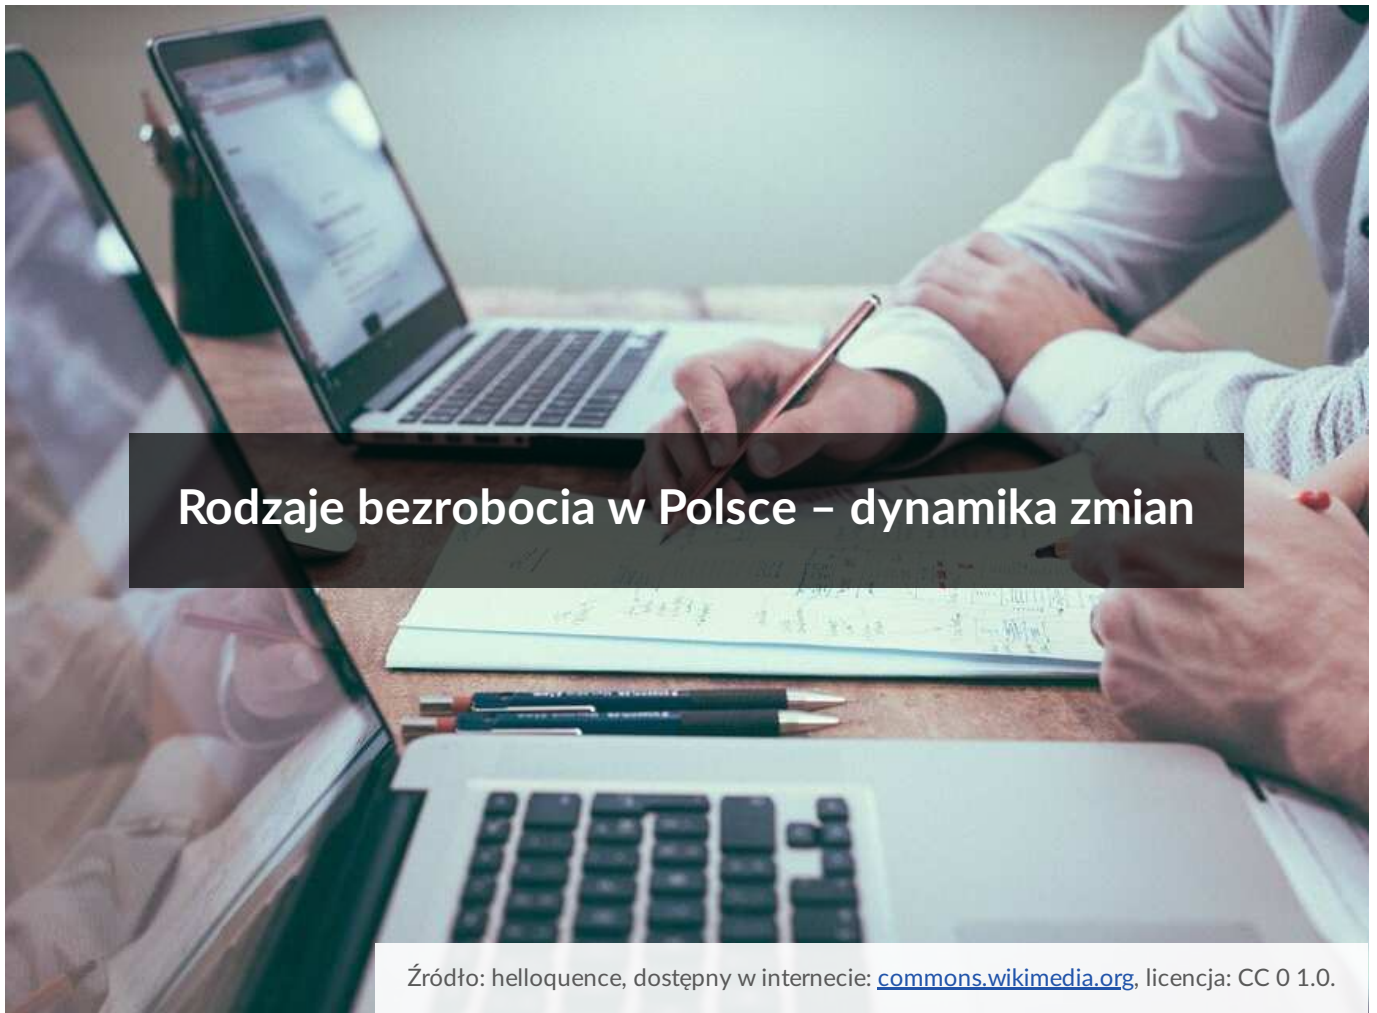 Rodzaje bezrobocia w Polsce – dynamika zmian
Źródło: helloquence, dostępny w internecie: commons.wikimedia.org, licencja: CC 0 1.0.